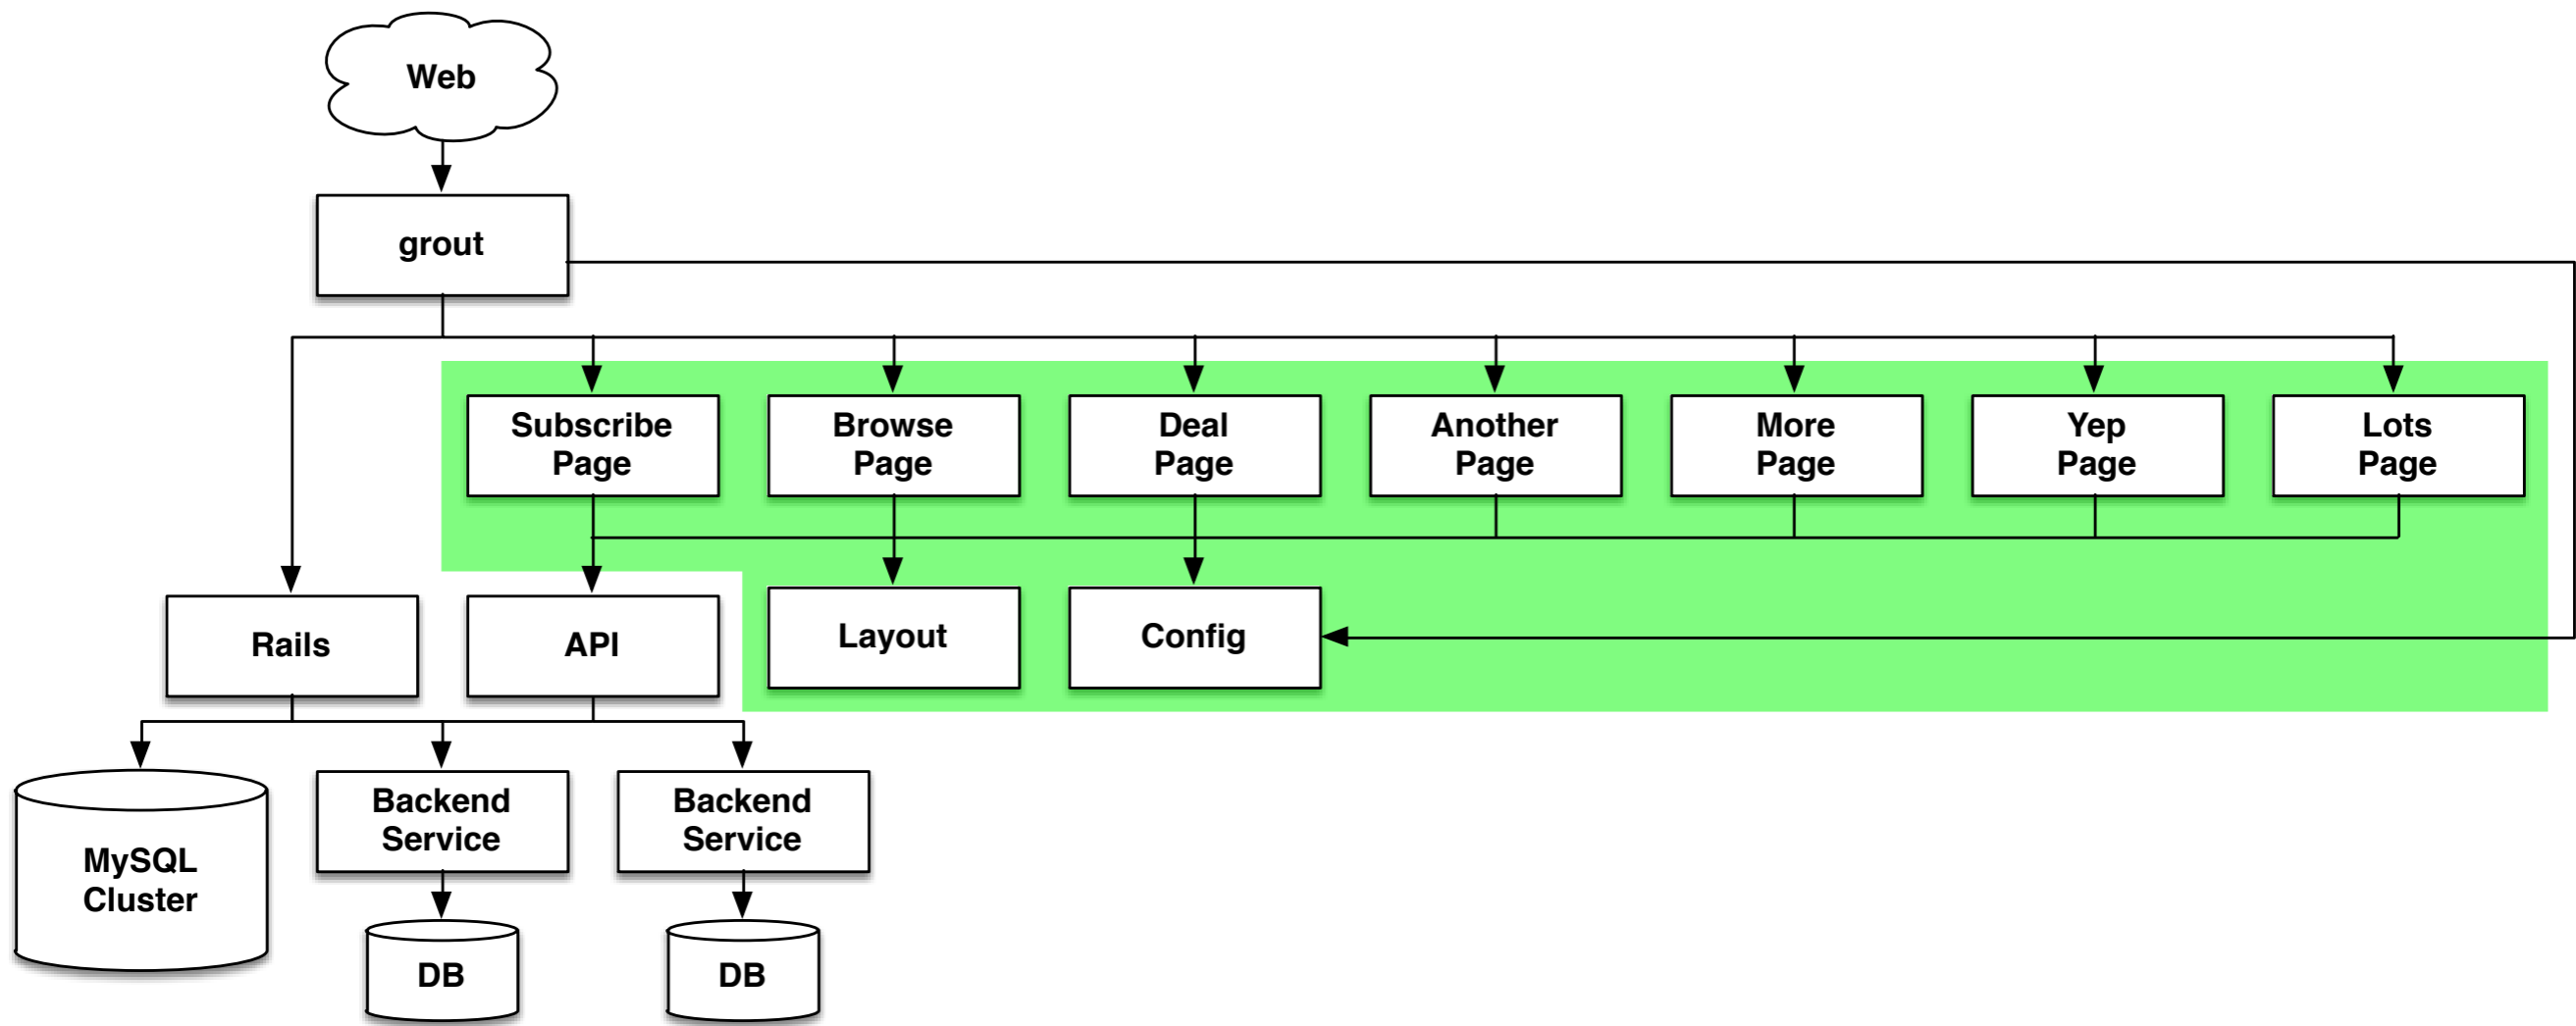 Web
grout
Subscribe
Page
Browse
Page
Deal
Page
Another
Page
More
Page
Yep
Page
Lots
Page
Rails
API
Layout
Config
MySQL
Cluster
Backend
Service
Backend
Service
DB
DB